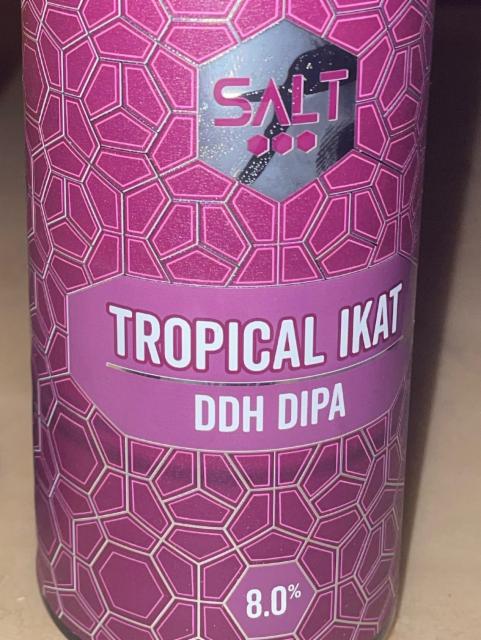 SALT
TROPICAL IKAT
DDH DIPA
8.0%